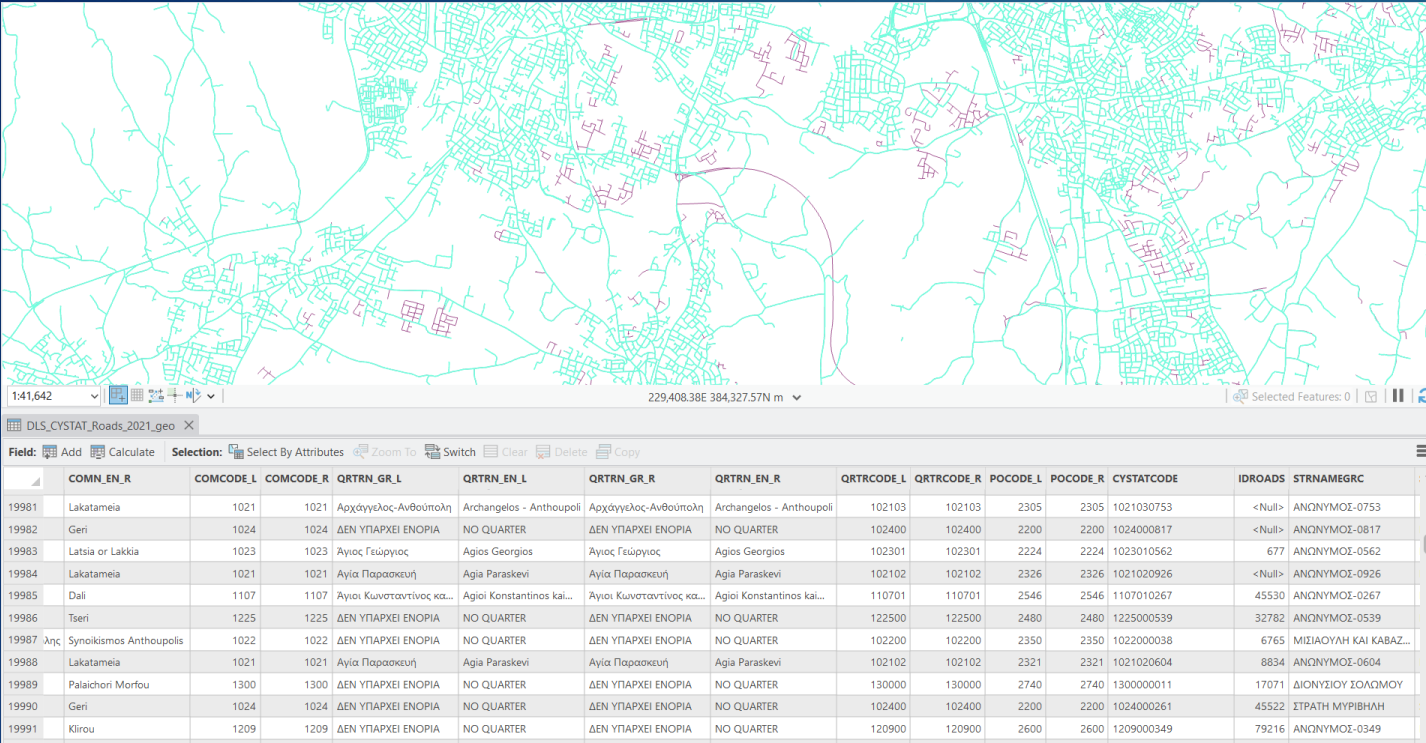 1:41,642
229,408.38E 384,327.57N m
Selected Features: 0
DLS_CYSTAT_Roads_2021_geo
Field: Add Calculate Selection: Select By Attributes Zoom To Switch Clear Delete Copy
COMN_EN_R COMCODE_L COMCODE_R QRTRN_GR_L QRTRN_EN_L QRTRN_GR_R QRTRN_EN_R QRTRCODE_L QRTRCODE_R POCODE_L POCODE_R CYSTATCODE IDROADS STRNAMEGRC
19981 Lakatameia 1021 1021 Αρχάγγελος-Ανθούπολη Archangelos - Anthoupoli Αρχάγγελος-Ανθούπολη Archangelos - Anthoupoli 102103 102103 2305 2305 1021030753 <Null> ΑΝΩΝΥΜΟΣ-0753
19982 Geri 1024 1024 ΔΕΝ ΥΠΑΡΧΕΙ ΕΝΟΡΙΑ NO QUARTER ΔΕΝ ΥΠΑΡΧΕΙ ΕΝΟΡΙΑ NO QUARTER 102400 102400 2200 2200 1024000817 <Null> ΑΝΩΝΥΜΟΣ-0817
19983 Latsia or Lakkia 1023 1023 Άγιος Γεώργιος Agios Georgios Άγιος Γεώργιος Agios Georgios 102301 102301 2224 2224 1023010562 677 ΑΝΩΝΥΜΟΣ-0562
19984 Lakatameia 1021 1021 Αγία Παρασκευή Agia Paraskevi Αγία Παρασκευή Agia Paraskevi 102102 102102 2326 2326 1021020926 <Null> ΑΝΩΝΥΜΟΣ-0926
19985 Dali 1107 1107 Άγιοι Κωνσταντίνος κα... Agioi Konstantinos kai... Άγιοι Κωνσταντίνος κα... Agioi Konstantinos kai... 110701 110701 2546 2546 1107010267 45530 ΑΝΩΝΥΜΟΣ-0267
19986 Tseri 1225 1225 ΔΕΝ ΥΠΑΡΧΕΙ ΕΝΟΡΙΑ NO QUARTER ΔΕΝ ΥΠΑΡΧΕΙ ΕΝΟΡΙΑ NO QUARTER 122500 122500 2480 2480 1225000539 32782 ΑΝΩΝΥΜΟΣ-0539
19987 λης Synoikismos Anthoupolis 1022 1022 ΔΕΝ ΥΠΑΡΧΕΙ ΕΝΟΡΙΑ NO QUARTER ΔΕΝ ΥΠΑΡΧΕΙ ΕΝΟΡΙΑ NO QUARTER 102200 102200 2350 2350 1022000038 6765 ΜΙΣΙΑΟΥΛΗ ΚΑΙ ΚΑΒΑΖ...
19988 Lakatameia 1021 1021 Αγία Παρασκευή Agia Paraskevi Αγία Παρασκευή Agia Paraskevi 102102 102102 2321 2321 1021020604 8834 ΑΝΩΝΥΜΟΣ-0604
19989 Palaichori Morfou 1300 1300 ΔΕΝ ΥΠΑΡΧΕΙ ΕΝΟΡΙΑ NO QUARTER ΔΕΝ ΥΠΑΡΧΕΙ ΕΝΟΡΙΑ NO QUARTER 130000 130000 2740 2740 1300000011 17071 ΔΙΟΝΥΣΙΟΥ ΣΟΛΩΜΟΥ
19990 Geri 1024 1024 ΔΕΝ ΥΠΑΡΧΕΙ ΕΝΟΡΙΑ NO QUARTER ΔΕΝ ΥΠΑΡΧΕΙ ΕΝΟΡΙΑ NO QUARTER 102400 102400 2200 2200 1024000261 45522 ΣΤΡΑΤΗ ΜΥΡΙΒΗΛΗ
19991 Klirou 1209 1209 ΔΕΝ ΥΠΑΡΧΕΙ ΕΝΟΡΙΑ NO QUARTER ΔΕΝ ΥΠΑΡΧΕΙ ΕΝΟΡΙΑ NO QUARTER 120900 120900 2600 2600 1209000349 79216 ΑΝΩΝΥΜΟΣ-0349